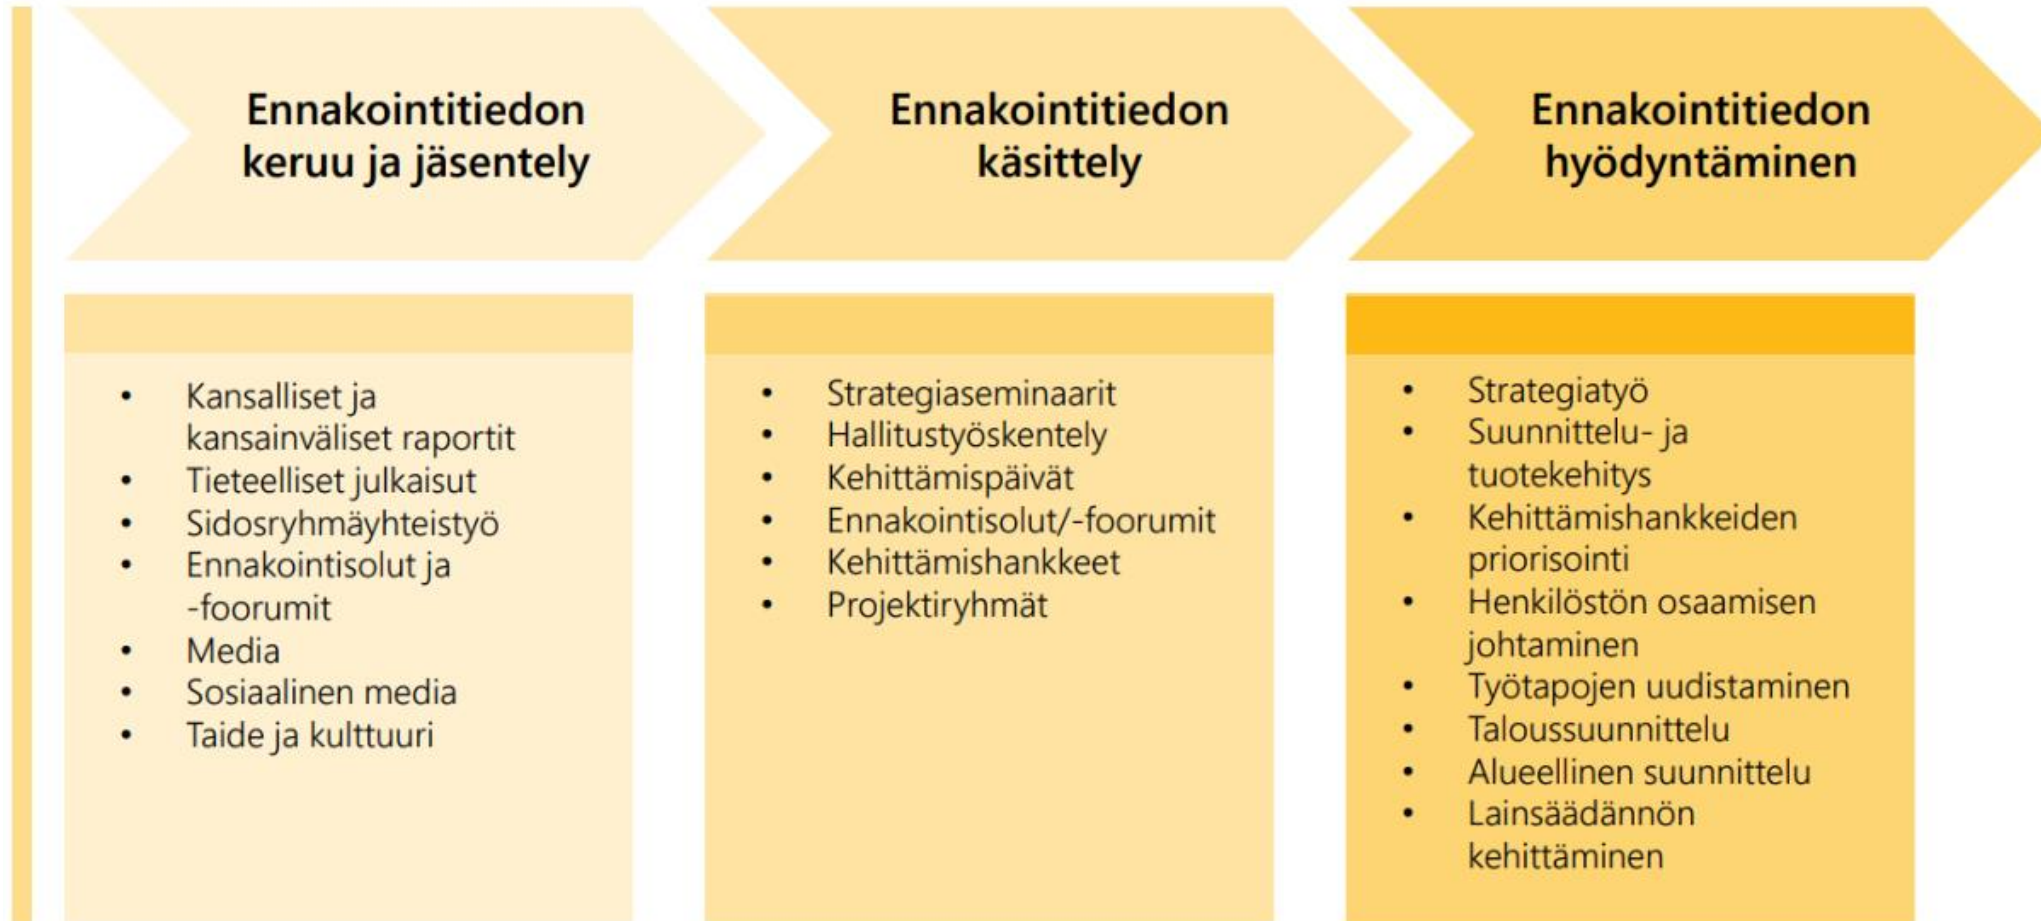 Ennakointitiedon
keruu ja jäsentely
Ennakointitiedon
käsittely
Ennakointitiedon
hyödyntäminen
• Kansalliset ja
kansainväliset raportit
• Tieteelliset julkaisut
• Sidosryhmäyhteistyö
• Ennakointisolut ja
-foorumit
• Media
• Sosiaalinen media
• Taide ja kulttuuri
• Strategiaseminaarit
• Hallitustyöskentely
• Kehittämispäivät
• Ennakointisolut/-foorumit
• Kehittämishankkeet
• Projektiryhmät
• Strategiatyö
• Suunnittelu- ja
tuotekehitys
• Kehittämishankkeiden
priorisointi
• Henkilöstön osaamisen
johtaminen
• Työtapojen uudistaminen
• Taloussuunnittelu
• Alueellinen suunnittelu
• Lainsäädännön
kehittäminen